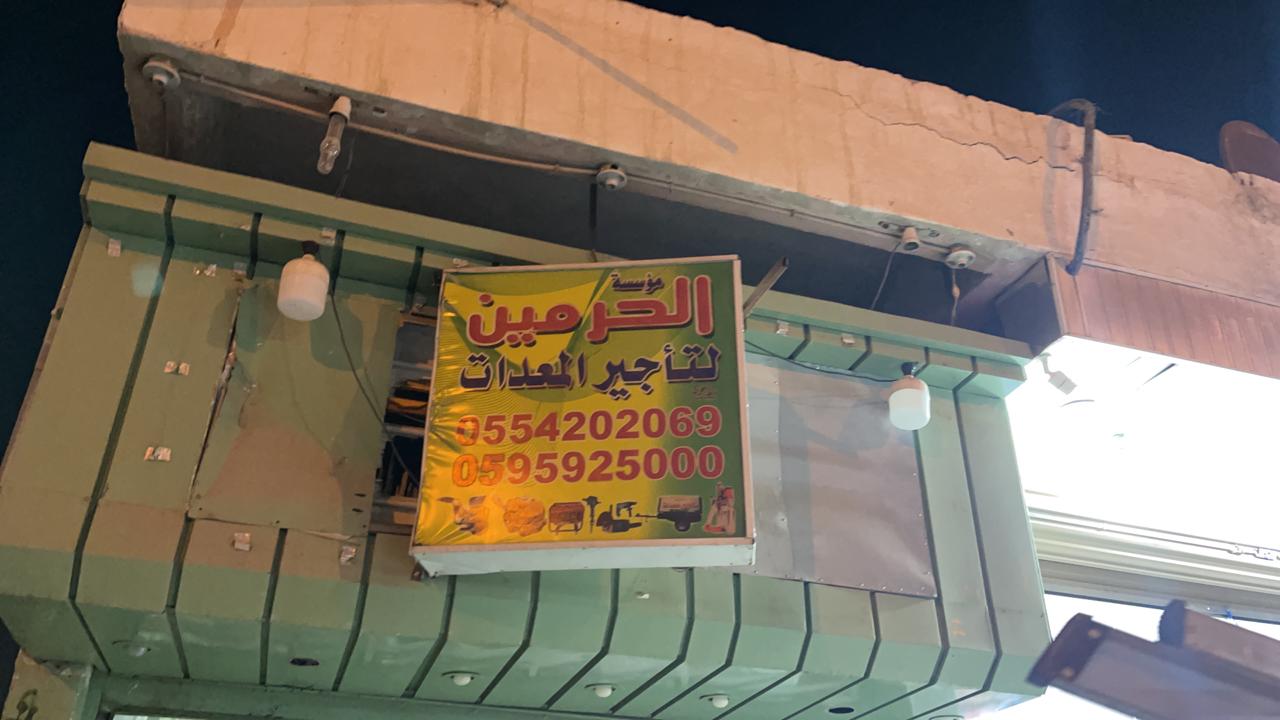 مؤسسة
الحرمين
لتأجير المعدات
0554202069
0595925000